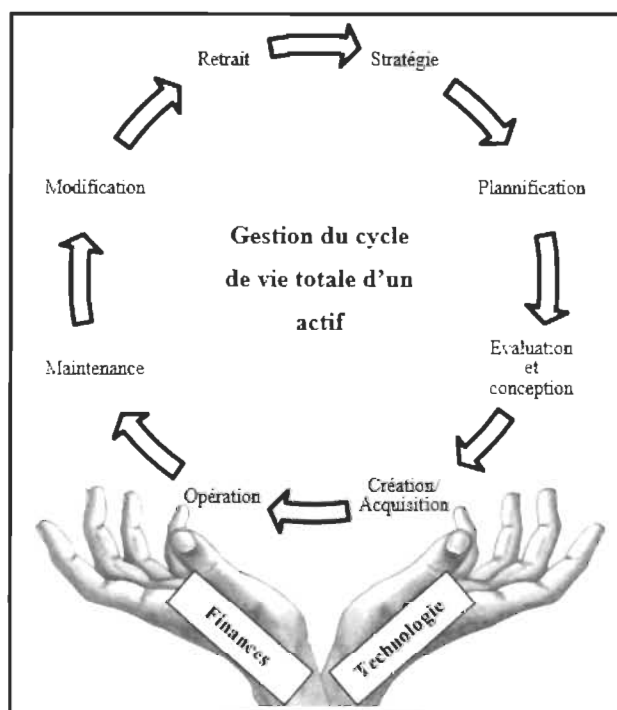 Retrait
Stratégie
Plannification
Evaluation
et
conception
Création/
Acquisition
Opération
Maintenance
Modification
Gestion du cycle
de vie totale d'un
actif
Finances
Technologie